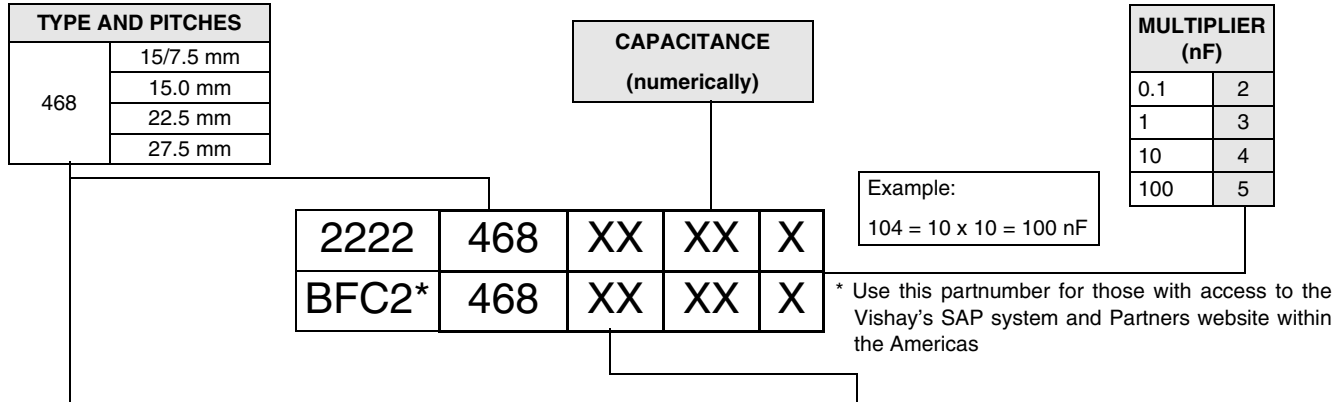 TYPE AND PITCHES
468
15/7.5 mm
15.0 mm
22.5 mm
27.5 mm
CAPACITANCE
(numerically)
MULTIPLIER
(nF)
0.1 2
1 3
10 4
100 5
Example:
104 = 10 x 10 = 100 nF
2222 468 XX XX X
BFC2* 468 XX XX X
* Use this partnumber for those with access to the
Vishay's SAP system and Partners website within
the Americas